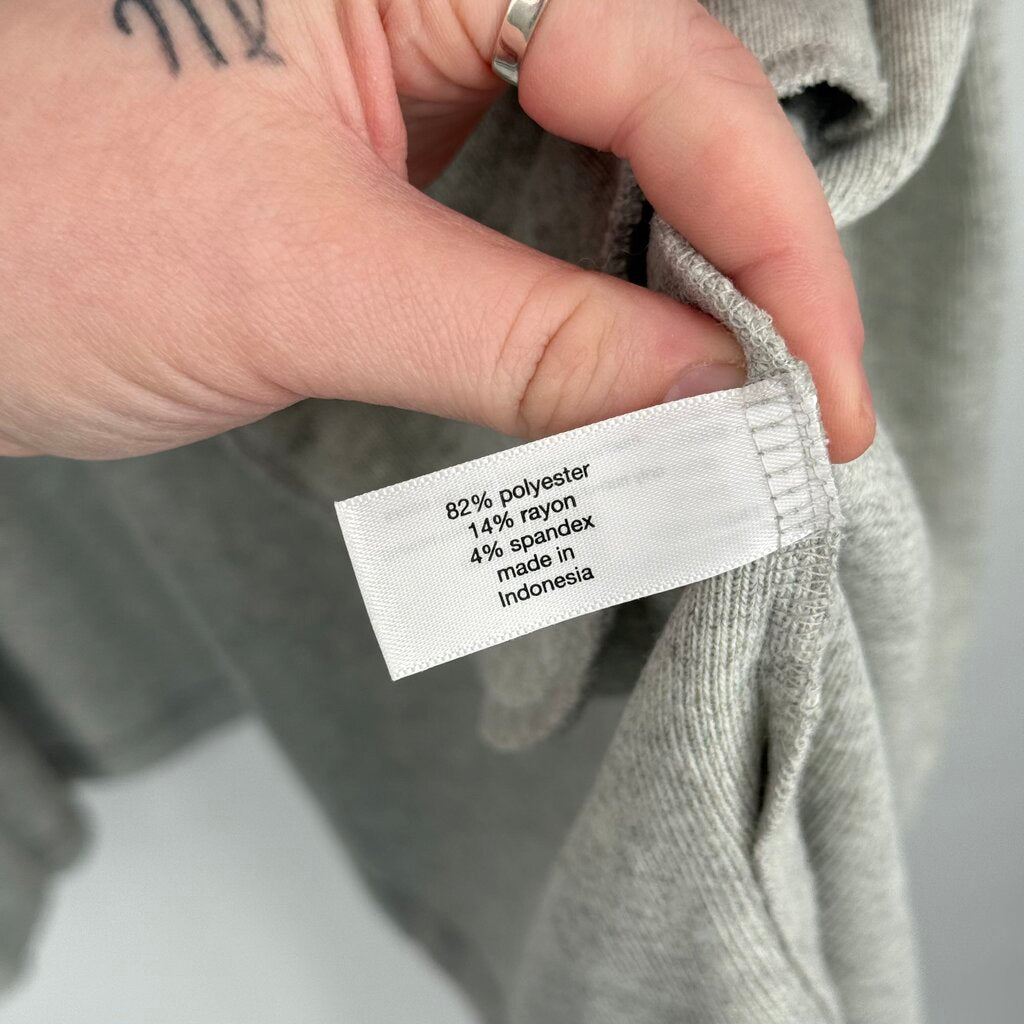 82% polyester
14% rayon
4% spandex
made in
Indonesia